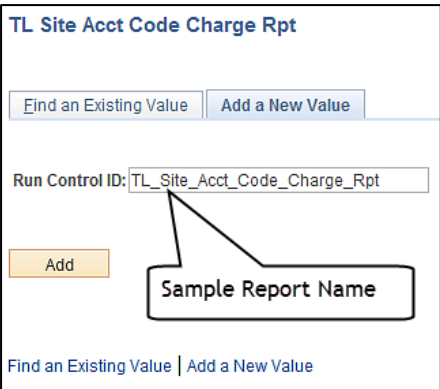 TL Site Acct Code Charge Rpt
Find an Existing Value Add a New Value
Run Control ID: TL_Site_Acct_Code_Charge_Rpt
Add
Sample Report Name
Find an Existing Value | Add a New Value